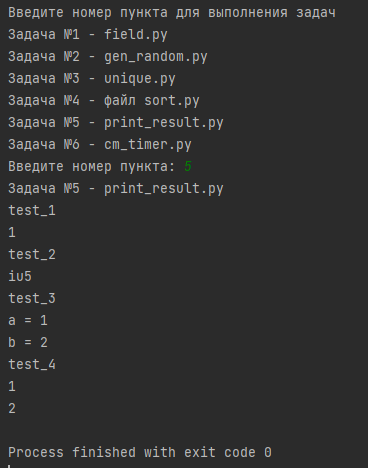 Введите номер пункта для выполнения задач
Задача №1 - field.py
Задача №2 - gen_random.py
Задача №3 - unique.py
Задача №4 - файл sort.py
Задача №5 - print_result.py
Задача №6 - cm_timer.py
Введите номер пункта: 5
Задача №5 - print_result.py
test_1
1
test_2
iu5
test_3
a = 1
b = 2
test_4
1
2
Process finished with exit code 0